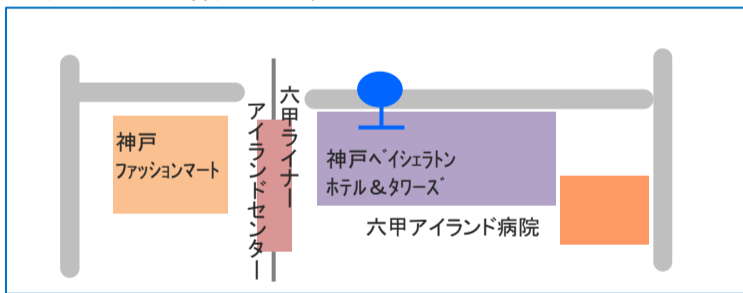 神戸
ファッションマート
アイランドセンター
六甲ライナー
神戸ベイシェラトン
ホテル＆タワーズ
六甲アイランド病院